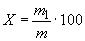 X = m₁/m · 100